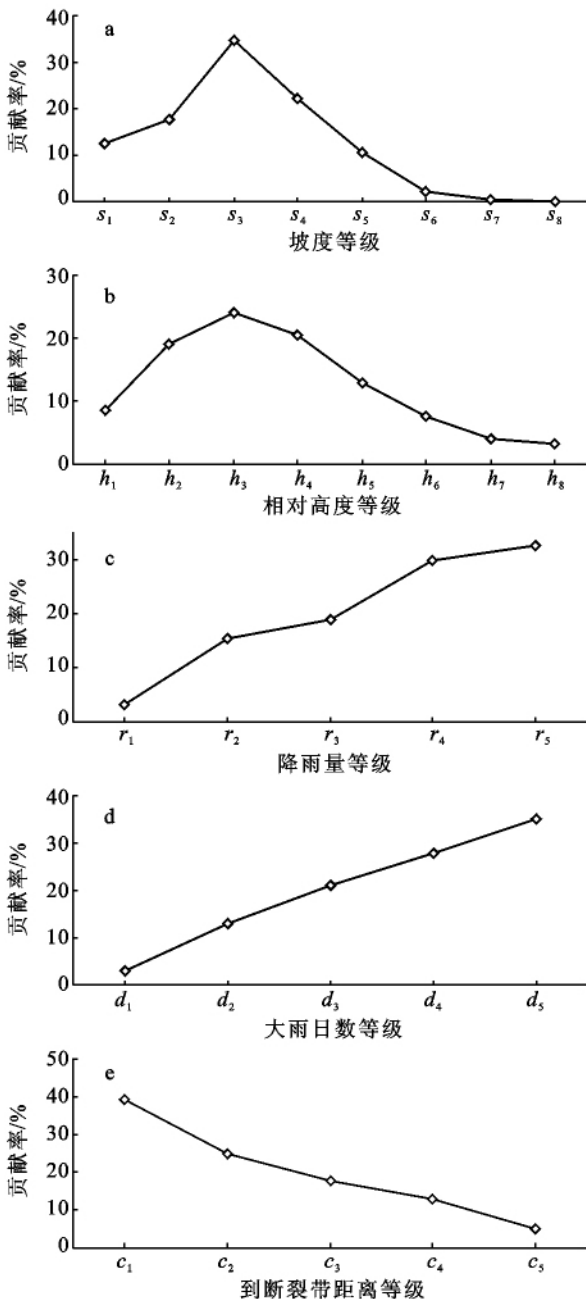 a
贡献率/%
40
30
20
10
0
s₁ s₂ s₃ s₄ s₅ s₆ s₇ s₈
坡度等级
b
贡献率/%
30
20
10
0
h₁ h₂ h₃ h₄ h₅ h₆ h₇ h₈
相对高度等级
c
贡献率/%
30
20
10
0
r₁ r₂ r₃ r₄ r₅
降雨量等级
d
贡献率/%
40
30
20
10
0
d₁ d₂ d₃ d₄ d₅
大雨日数等级
e
贡献率/%
50
40
30
20
10
0
c₁ c₂ c₃ c₄ c₅
到断裂带距离等级